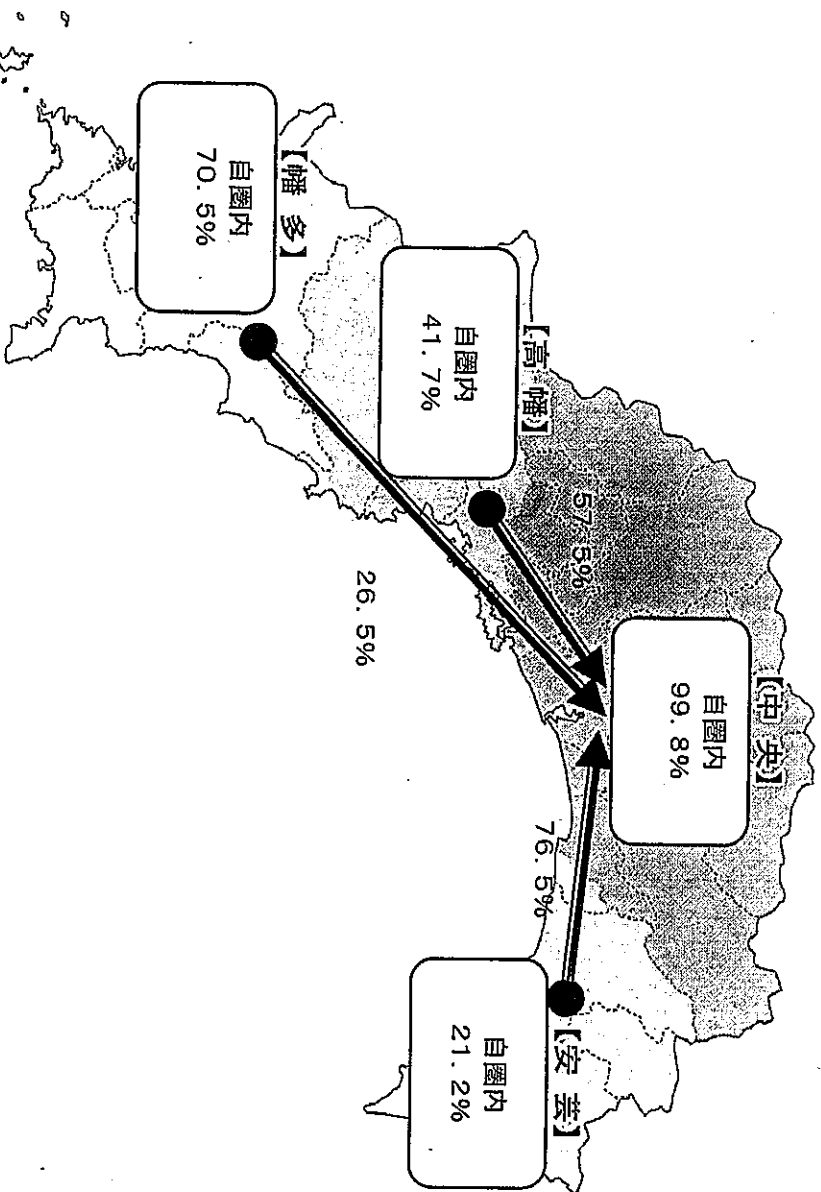 【中 央】
自圏内
99.8%
【高 幡】
自圏内
41.7%
57.5%
【安 芸】
自圏内
21.2%
76.5%
【幡 多】
自圏内
70.5%
26.5%